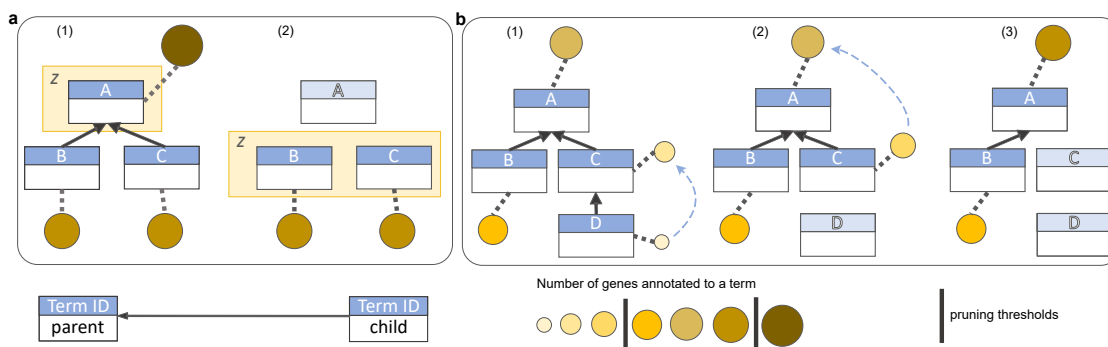 a
(1)
(2)
z
A
B
C
A
z
B
C
b
(1)
(2)
(3)
A
B
C
D
A
B
C
D
A
B
C
D
Term ID
parent
Term ID
child
Number of genes annotated to a term
pruning thresholds